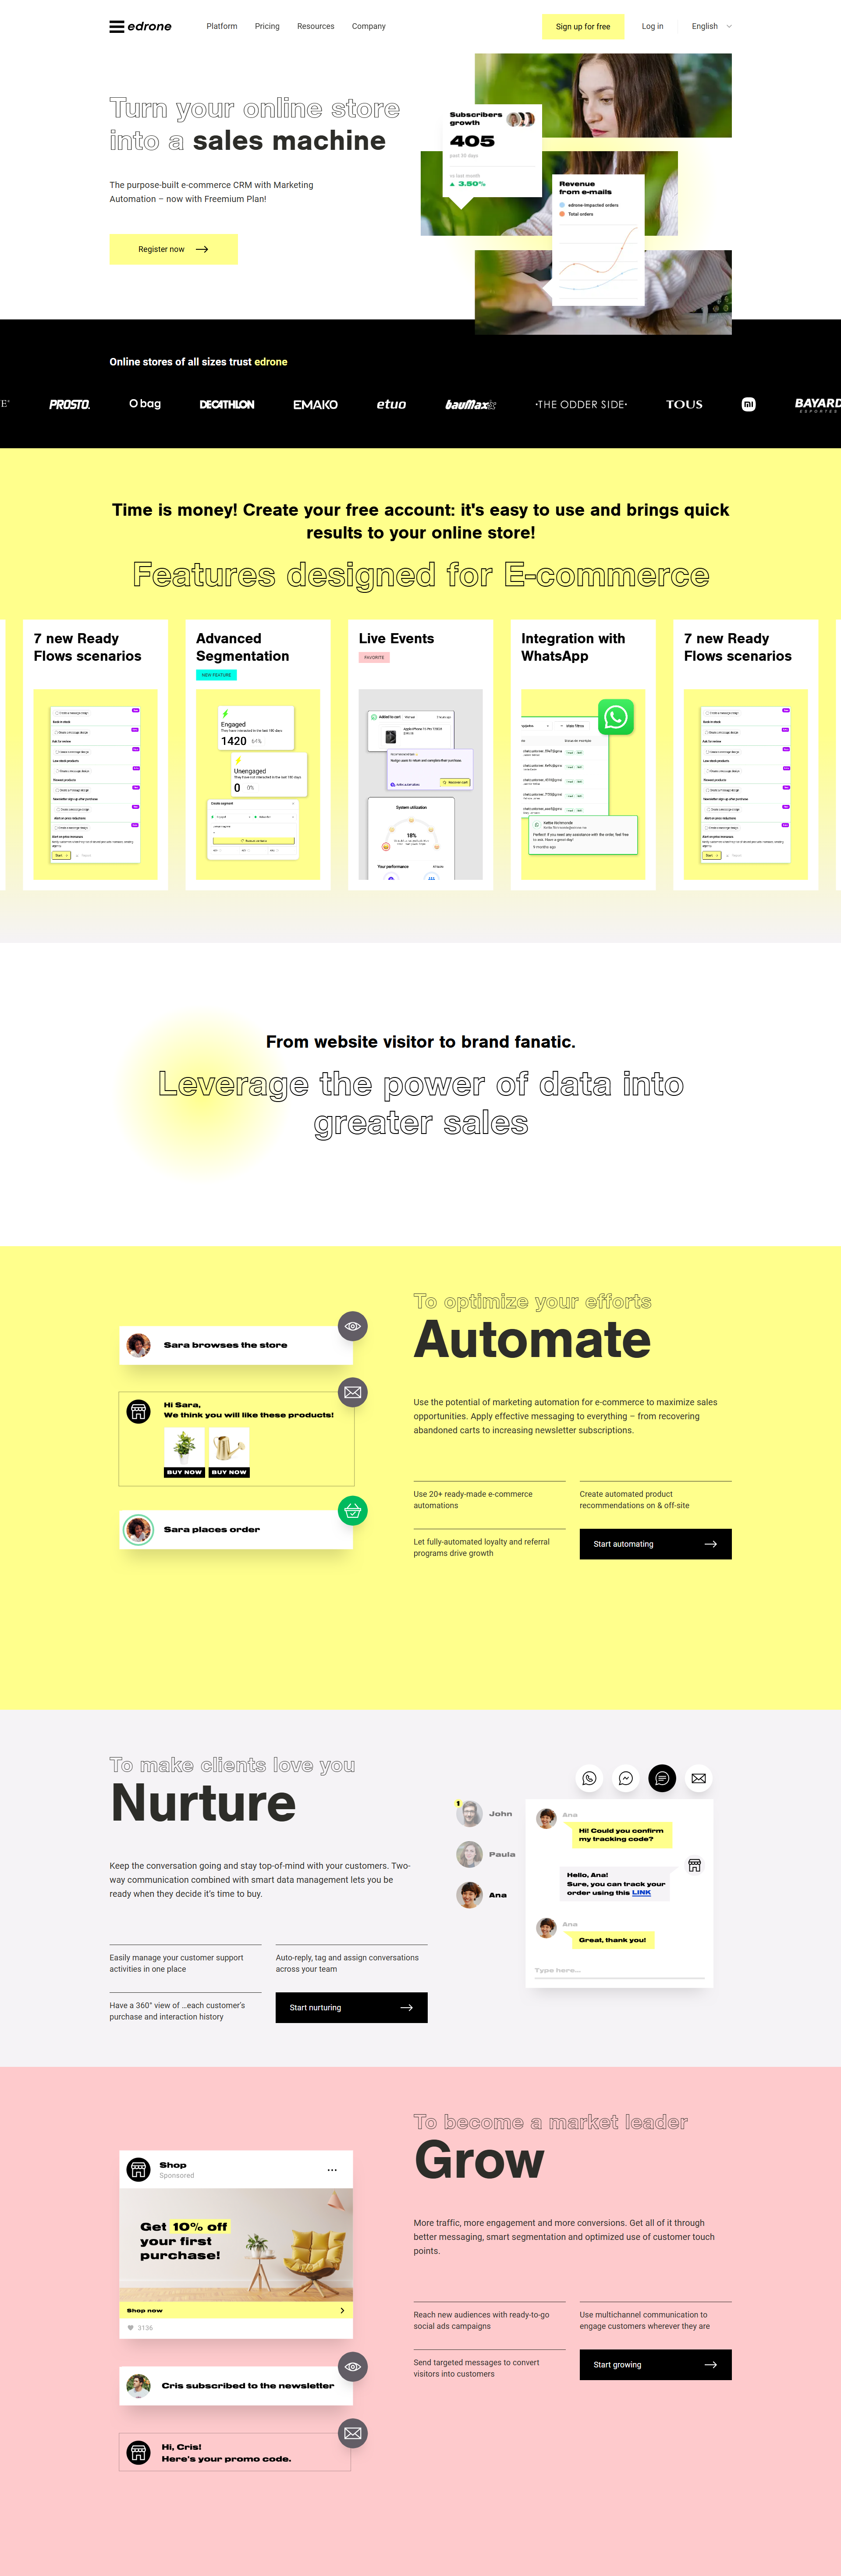 edrone
Platform
Pricing
Resources
Company
Sign up for free
Log in
English
Turn your online store
into a sales machine
The purpose-built e-commerce CRM with Marketing
Automation – now with Freemium Plan!
Register now
Subscribers
growth
405
past 30 days
vs last month
3.50%
Revenue
from e-mails
edrone-impacted orders
Total orders
Online stores of all sizes trust edrone
PROSTO.
O bag
DECATHLON
EMAKO
etuo
bauMax
•THE ODDER SIDE•
TOUS
mi
BAYARD
ESPORTES
Time is money! Create your free account: it's easy to use and brings quick
results to your online store!
Features designed for E-commerce
7 new Ready
Flows scenarios
Advanced
Segmentation
NEW FEATURE
Engaged
1420
Unengaged
0
0%
Create segment
Live Events
FAVORITE
Added to cart
System utilization
18%
Your performance
Integration with
WhatsApp
9 months ago
7 new Ready
Flows scenarios
From website visitor to brand fanatic.
Leverage the power of data into
greater sales
Sara browses the store
Hi Sara,
We think you will like these products!
BUY NOW
BUY NOW
Sara places order
To optimize your efforts
Automate
Use the potential of marketing automation for e-commerce to maximize sales
opportunities. Apply effective messaging to everything – from recovering
abandoned carts to increasing newsletter subscriptions.
Use 20+ ready-made e-commerce
automations
Create automated product
recommendations on & off-site
Let fully-automated loyalty and referral
programs drive growth
Start automating
To make clients love you
Nurture
Keep the conversation going and stay top-of-mind with your customers. Two-
way communication combined with smart data management lets you be
ready when they decide it's time to buy.
Easily manage your customer support
activities in one place
Auto-reply, tag and assign conversations
across your team
Have a 360° view of …each customer's
purchase and interaction history
Start nurturing
1
John
Paula
Ana
Ana
Hi! Could you confirm
my tracking code?
Hello, Ana!
Sure, you can track your
order using this LINK
Ana
Great, thank you!
Type here...
Shop
Sponsored
Get 10% off
your first
purchase!
Shop now
3136
Cris subscribed to the newsletter
Hi, Cris!
Here's your promo code.
To become a market leader
Grow
More traffic, more engagement and more conversions. Get all of it through
better messaging, smart segmentation and optimized use of customer touch
points.
Reach new audiences with ready-to-go
social ads campaigns
Use multichannel communication to
engage customers wherever they are
Send targeted messages to convert
visitors into customers
Start growing